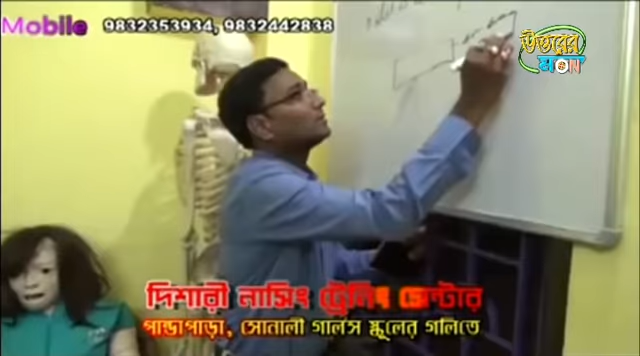 Mobile 9832353934, 9832442838
উত্তরের
মন
দিশারী নার্সিং ট্রেনিং সেন্টার
পান্ডাপাড়া, সোনালী গার্লস স্কুলের গলিতে